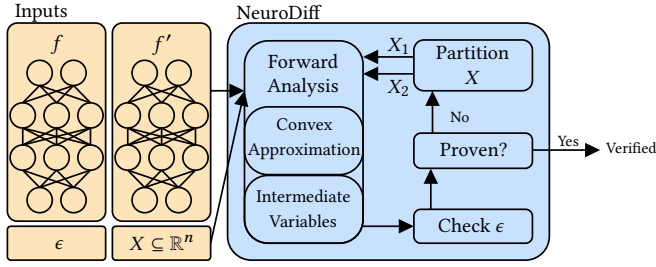 Inputs
f
f′
ϵ
X ⊆ ℝⁿ
NeuroDiff
Forward
Analysis
Convex
Approximation
Intermediate
Variables
X₁
X₂
Partition
X
No
Proven?
Yes
Verified
Check ϵ